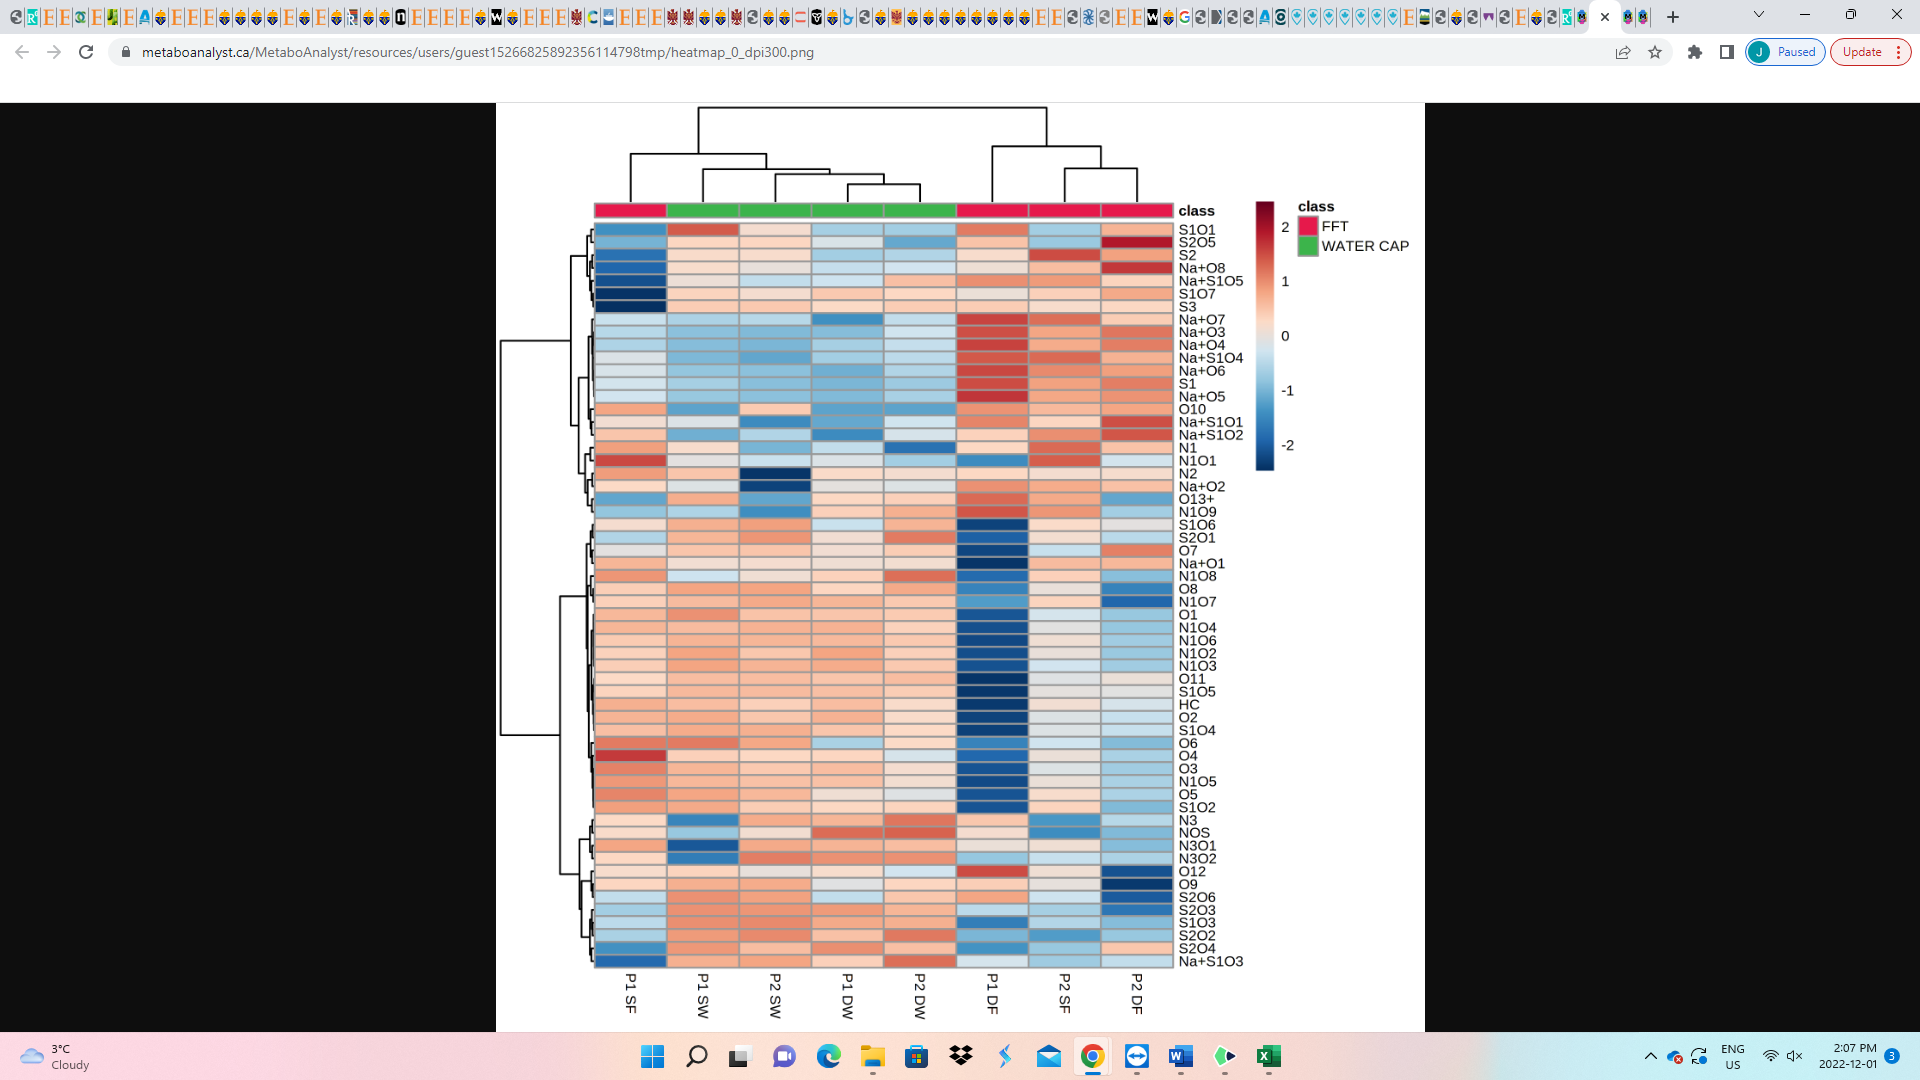 metaboanalyst.ca/MetaboAnalyst/resources/users/guest15266825892356114798tmp/heatmap_0_dpi300.png
J Paused
Update
class
S1O1
S2O5
S2
Na+O8
Na+S1O5
S1O7
S3
Na+O7
Na+O3
Na+O4
Na+S1O4
Na+O6
S1
Na+O5
O10
Na+S1O1
Na+S1O2
N1
N1O1
N2
Na+O2
O13+
N1O9
S1O6
S2O1
O7
Na+O1
N1O8
O8
N1O7
O1
N1O4
N1O6
N1O2
N1O3
O11
S1O5
HC
O2
S1O4
O6
O4
O3
N1O5
O5
S1O2
N3
NOS
N3O1
N3O2
O12
O9
S2O6
S2O3
S1O3
S2O2
S2O4
Na+S1O3
2
1
0
-1
-2
class
FFT
WATER CAP
P1 SF
P1 SW
P2 SW
P1 DW
P2 DW
P1 DF
P2 SF
P2 DF
3°C
Cloudy
ENG
US
2:07 PM
2022-12-01
3